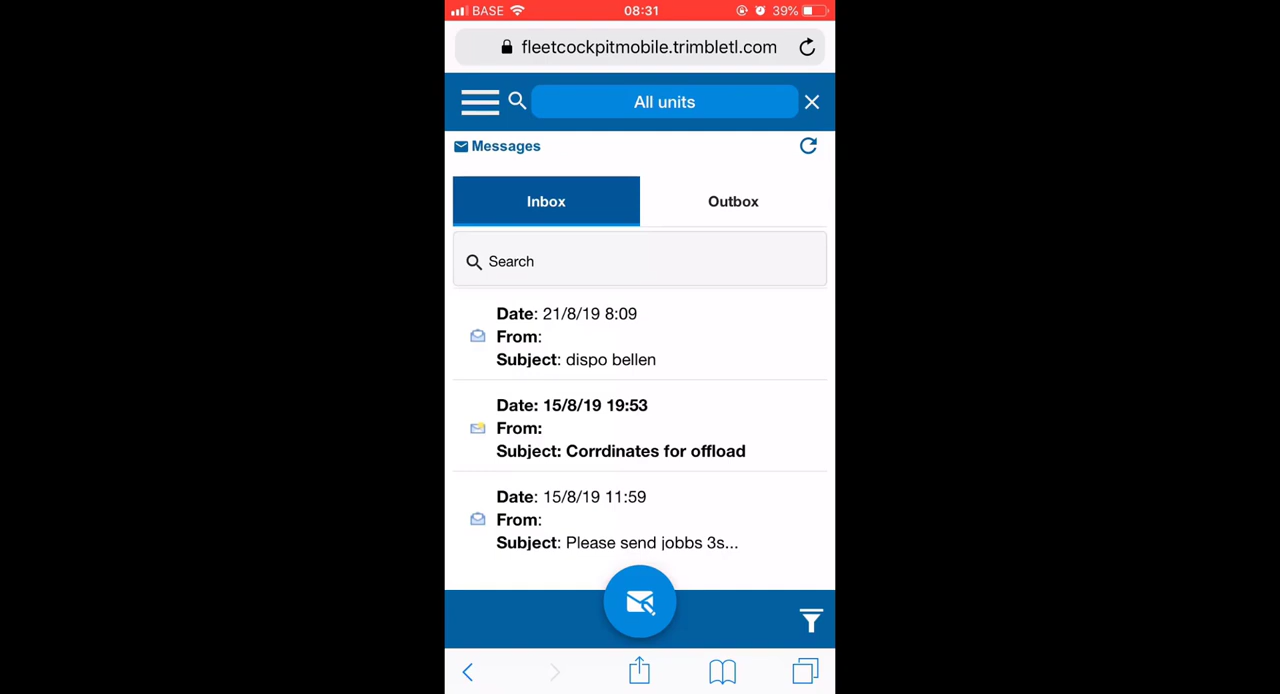 BASE 08:31 39%
fleetcockpitmobile.trimbletl.com
All units
Messages
Inbox Outbox
Search
Date: 21/8/19 8:09
From:
Subject: dispo bellen
Date: 15/8/19 19:53
From:
Subject: Corrdinates for offload
Date: 15/8/19 11:59
From:
Subject: Please send jobbs 3s...